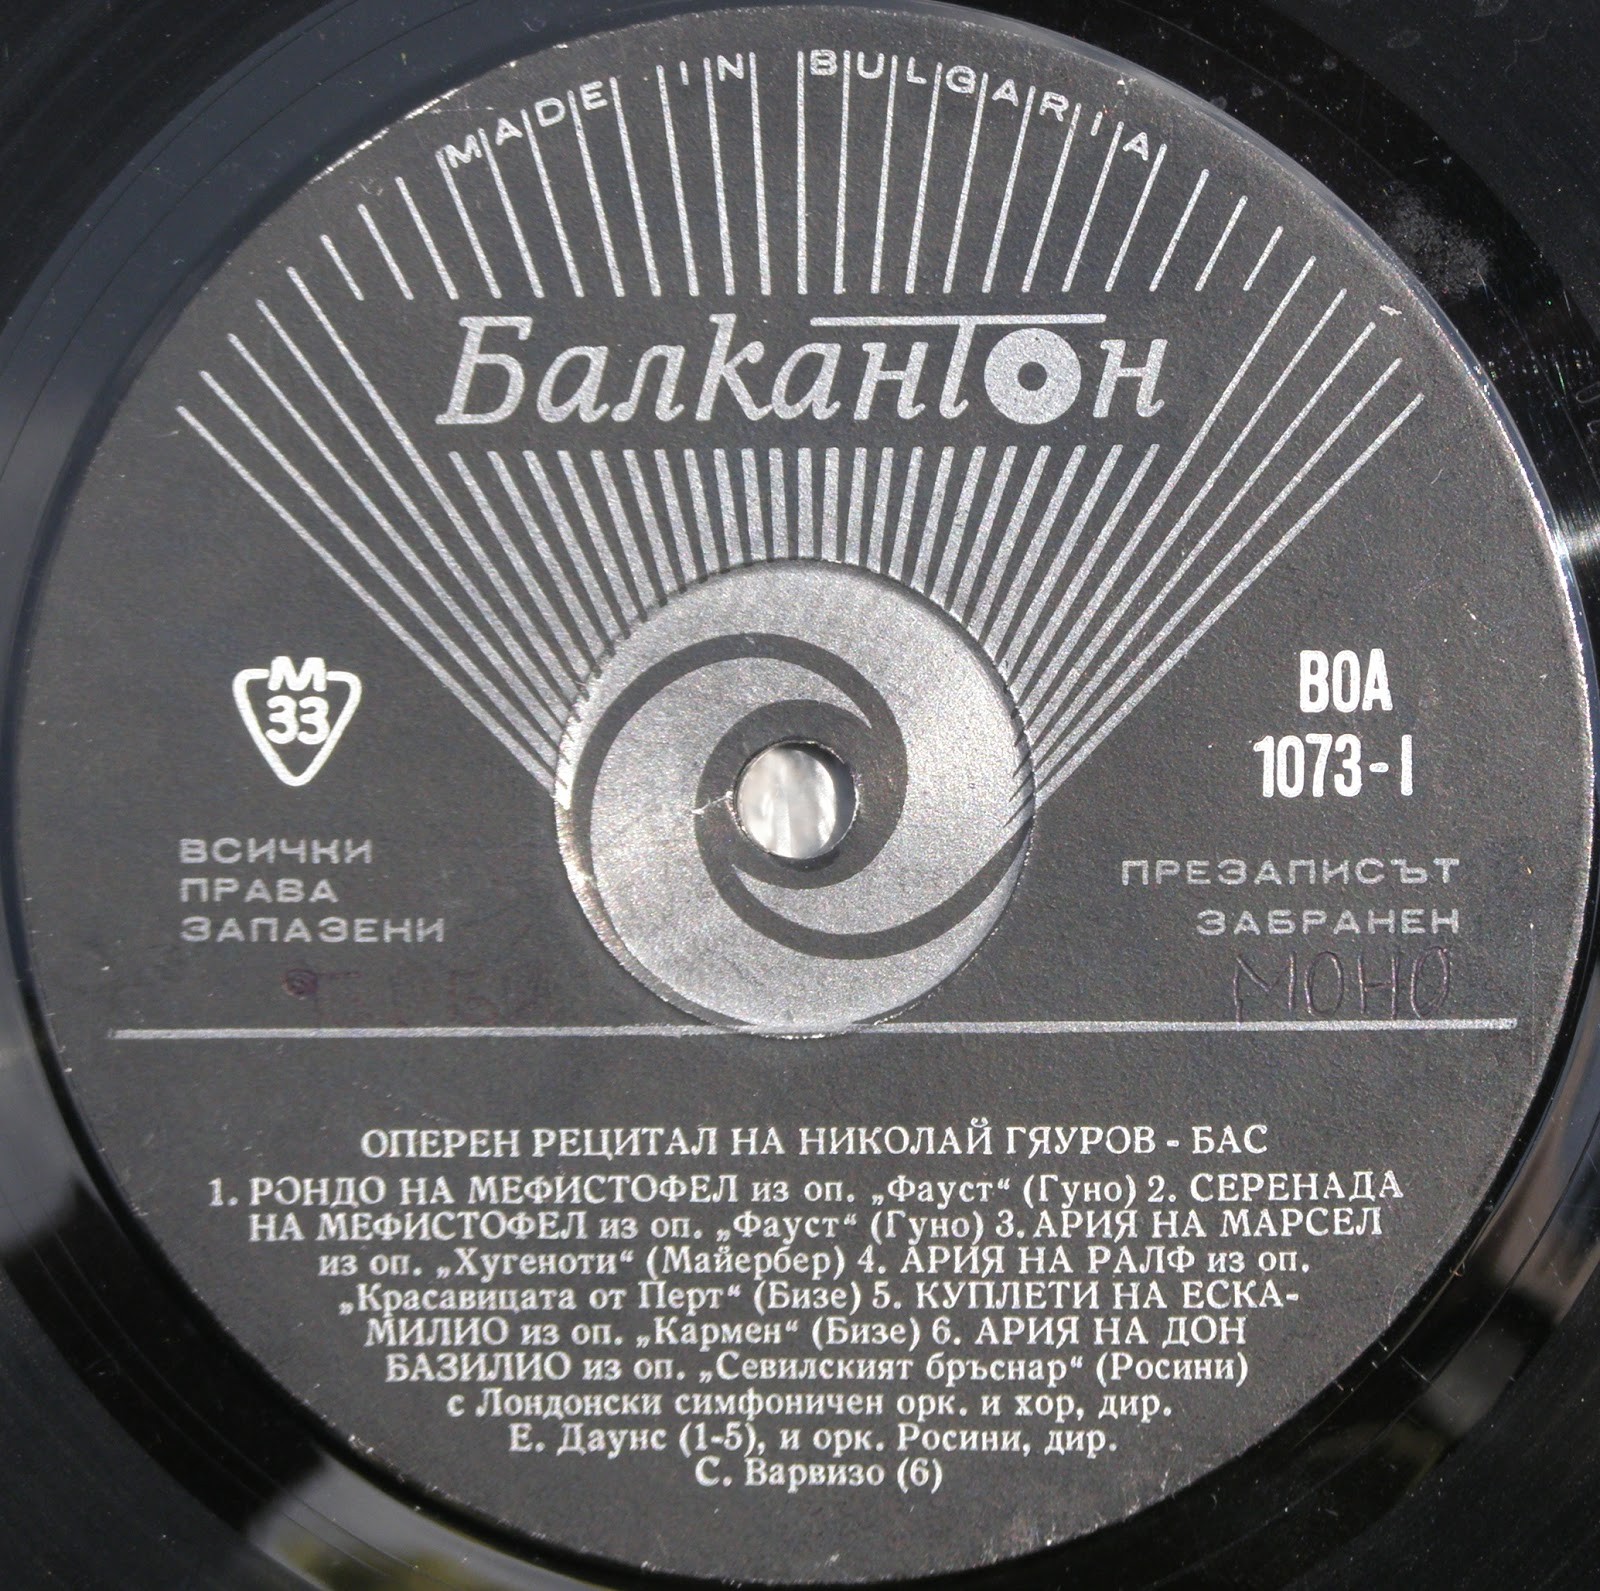 MADE IN BULGARIA
Балкантон
М
33
ВОА
1073-I
ВСИЧКИ
ПРАВА
ЗАПАЗЕНИ
ПРЕЗАПИСЪТ
ЗАБРАНЕН
МОНО
ОПЕРЕН РЕЦИТАЛ НА НИКОЛАЙ ГЯУРОВ - БАС
1. РОНДО НА МЕФИСТОФЕЛ из оп. „Фауст“ (Гуно) 2. СЕРЕНАДА
НА МЕФИСТОФЕЛ из оп. „Фауст“ (Гуно) 3. АРИЯ НА МАРСЕЛ
из оп. „Хугеноти“ (Майербер) 4. АРИЯ НА РАЛФ из оп.
„Красавицата от Перт“ (Бизе) 5. КУПЛЕТИ НА ЕСКА-
МИЛИО из оп. „Кармен“ (Бизе) 6. АРИЯ НА ДОН
БАЗИЛИО из оп. „Севилският бръснар“ (Росини)
с Лондонски симфоничен орк. и хор, дир.
Е. Даунс (1-5), и орк. Росини, дир.
С. Варвизо (6)